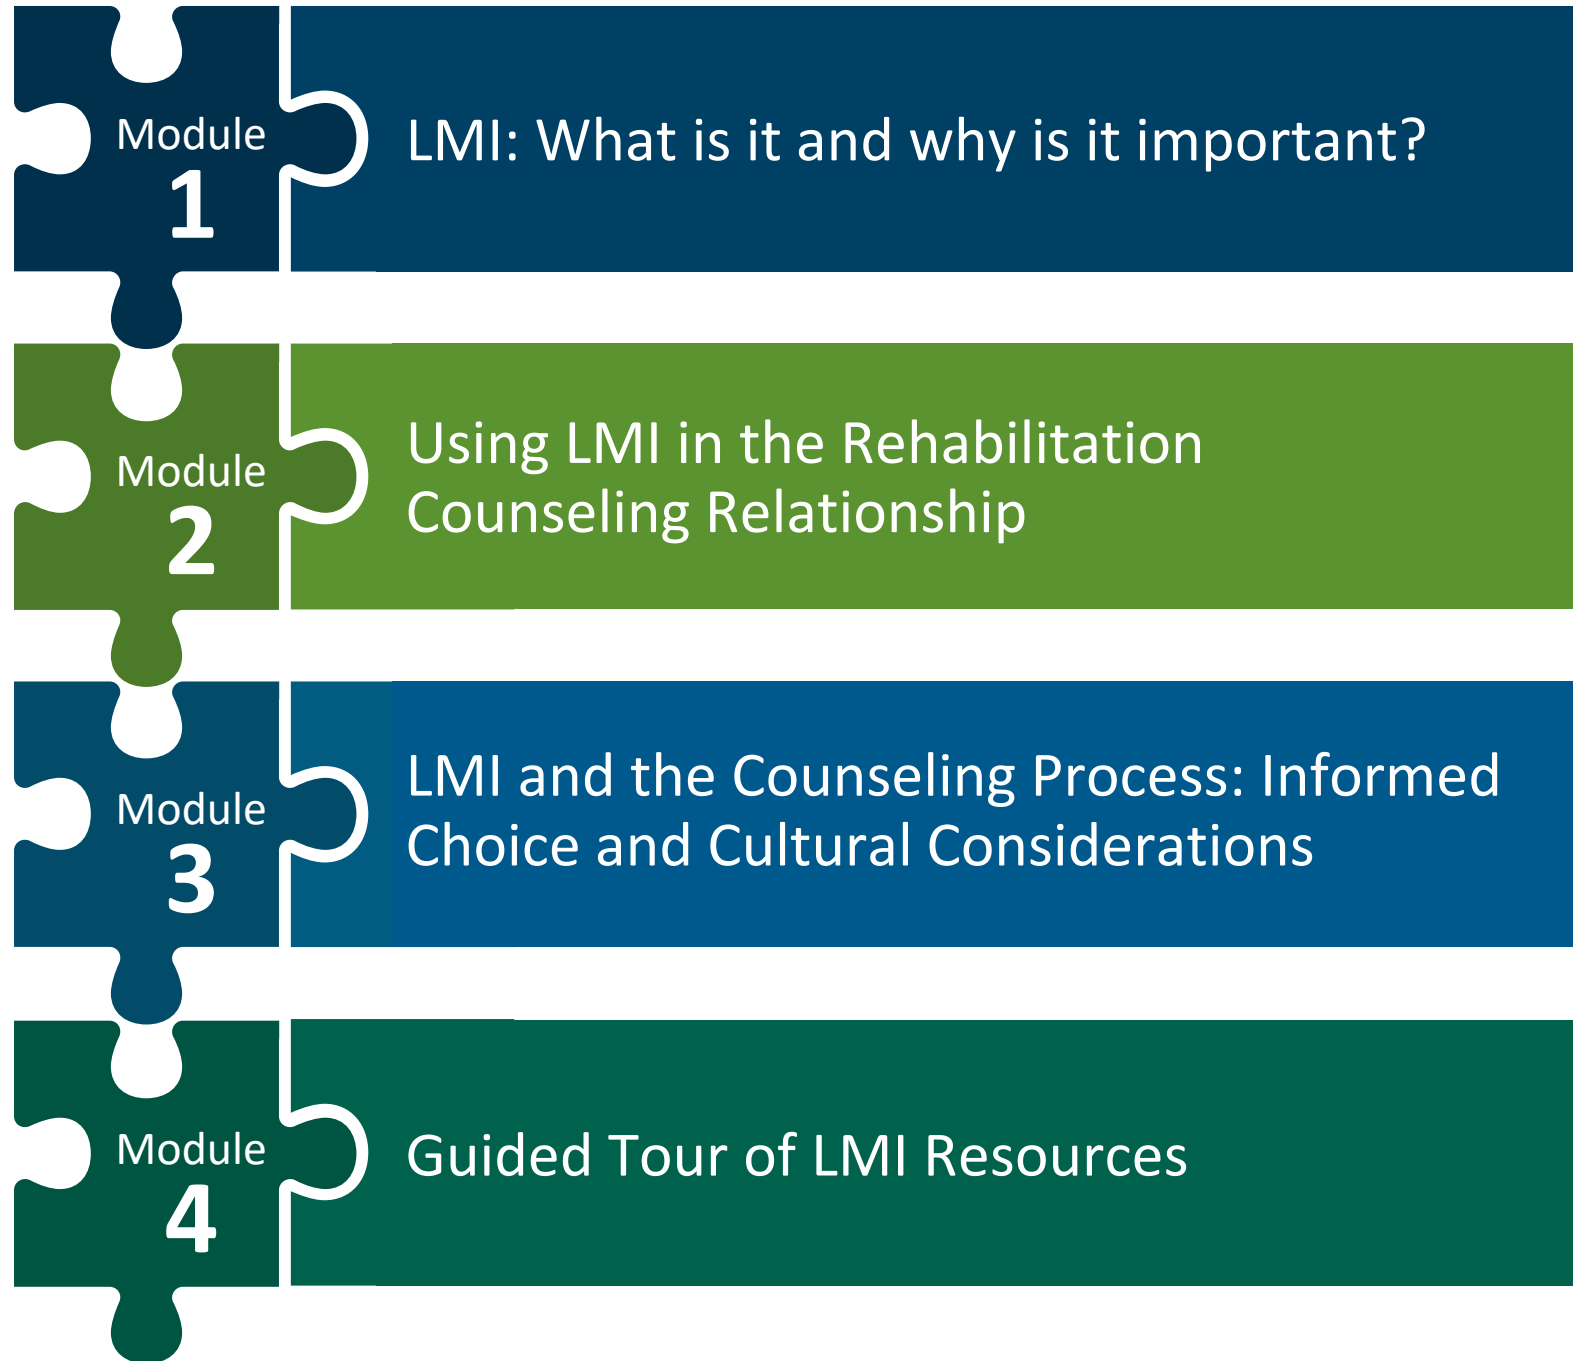 Module
1
LMI: What is it and why is it important?
Module
2
Using LMI in the Rehabilitation
Counseling Relationship
Module
3
LMI and the Counseling Process: Informed
Choice and Cultural Considerations
Module
4
Guided Tour of LMI Resources